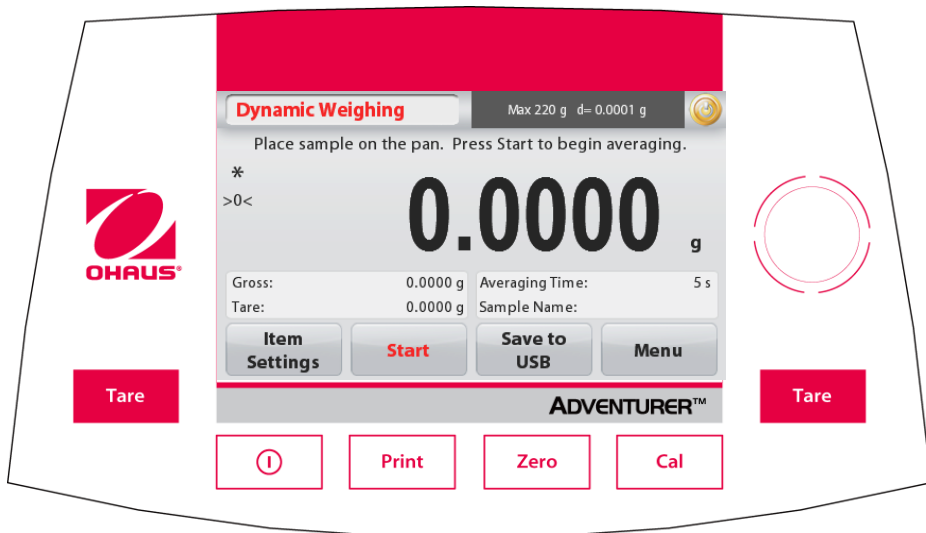 Dynamic Weighing
Max 220 g d= 0.0001 g
Place sample on the pan. Press Start to begin averaging.
*
>0<
0.0000 g
OHAUS®
Gross: 0.0000 g
Averaging Time: 5 s
Tare: 0.0000 g
Sample Name:
Item
Settings
Start
Save to
USB
Menu
Tare
ADVENTURER™
Tare
Print
Zero
Cal